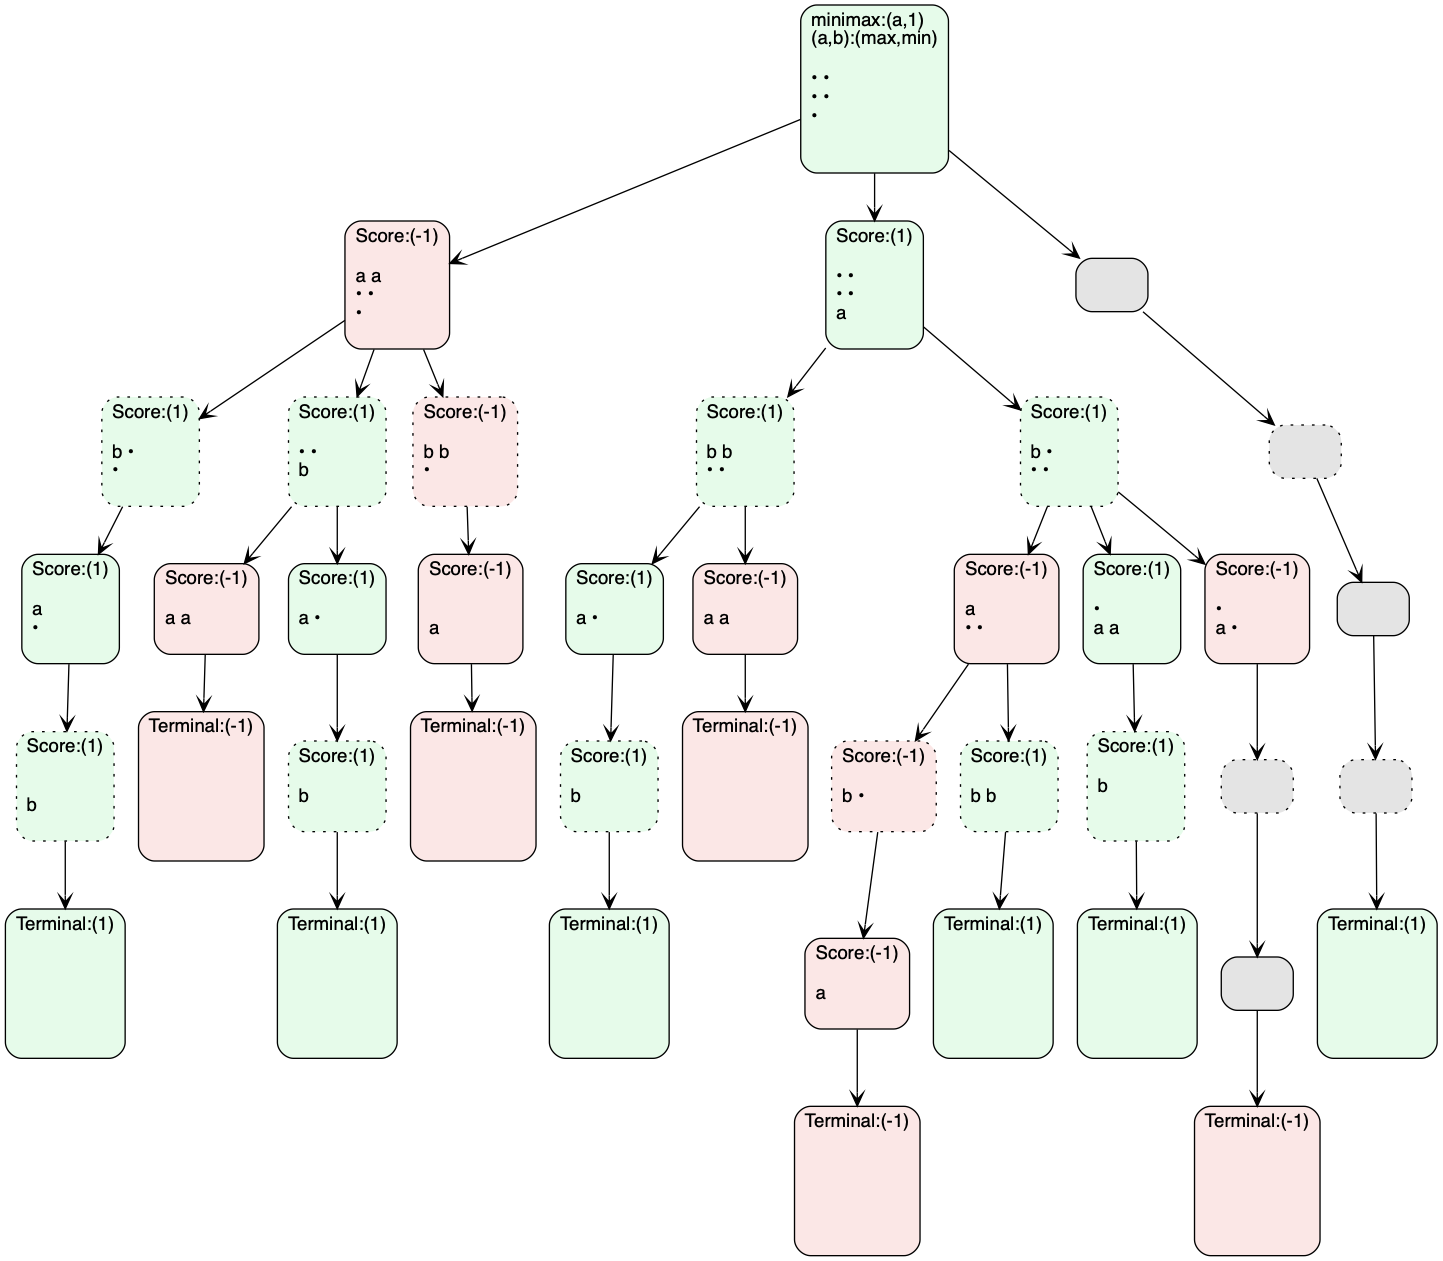 minimax:(a,1)
(a,b):(max,min)
• •
• •
•
Score:(-1)
a a
• •
•
Score:(1)
• •
• •
a
Score:(1)
b •
•
Score:(1)
• •
b
Score:(-1)
b b
•
Score:(1)
b b
• •
Score:(1)
b •
• •
Score:(1)
a
•
Score:(-1)
a a
Score:(1)
a •
Score:(-1)
a
Score:(1)
a •
Score:(-1)
a a
Score:(-1)
a
• •
Score:(1)
•
a a
Score:(-1)
•
a •
Score:(1)
b
Terminal:(-1)
Score:(1)
b
Terminal:(-1)
Score:(1)
b
Terminal:(-1)
Score:(-1)
b •
Score:(1)
b b
Score:(1)
b
Terminal:(1)
Terminal:(1)
Terminal:(1)
Score:(-1)
a
Terminal:(1)
Terminal:(1)
Terminal:(1)
Terminal:(-1)
Terminal:(-1)